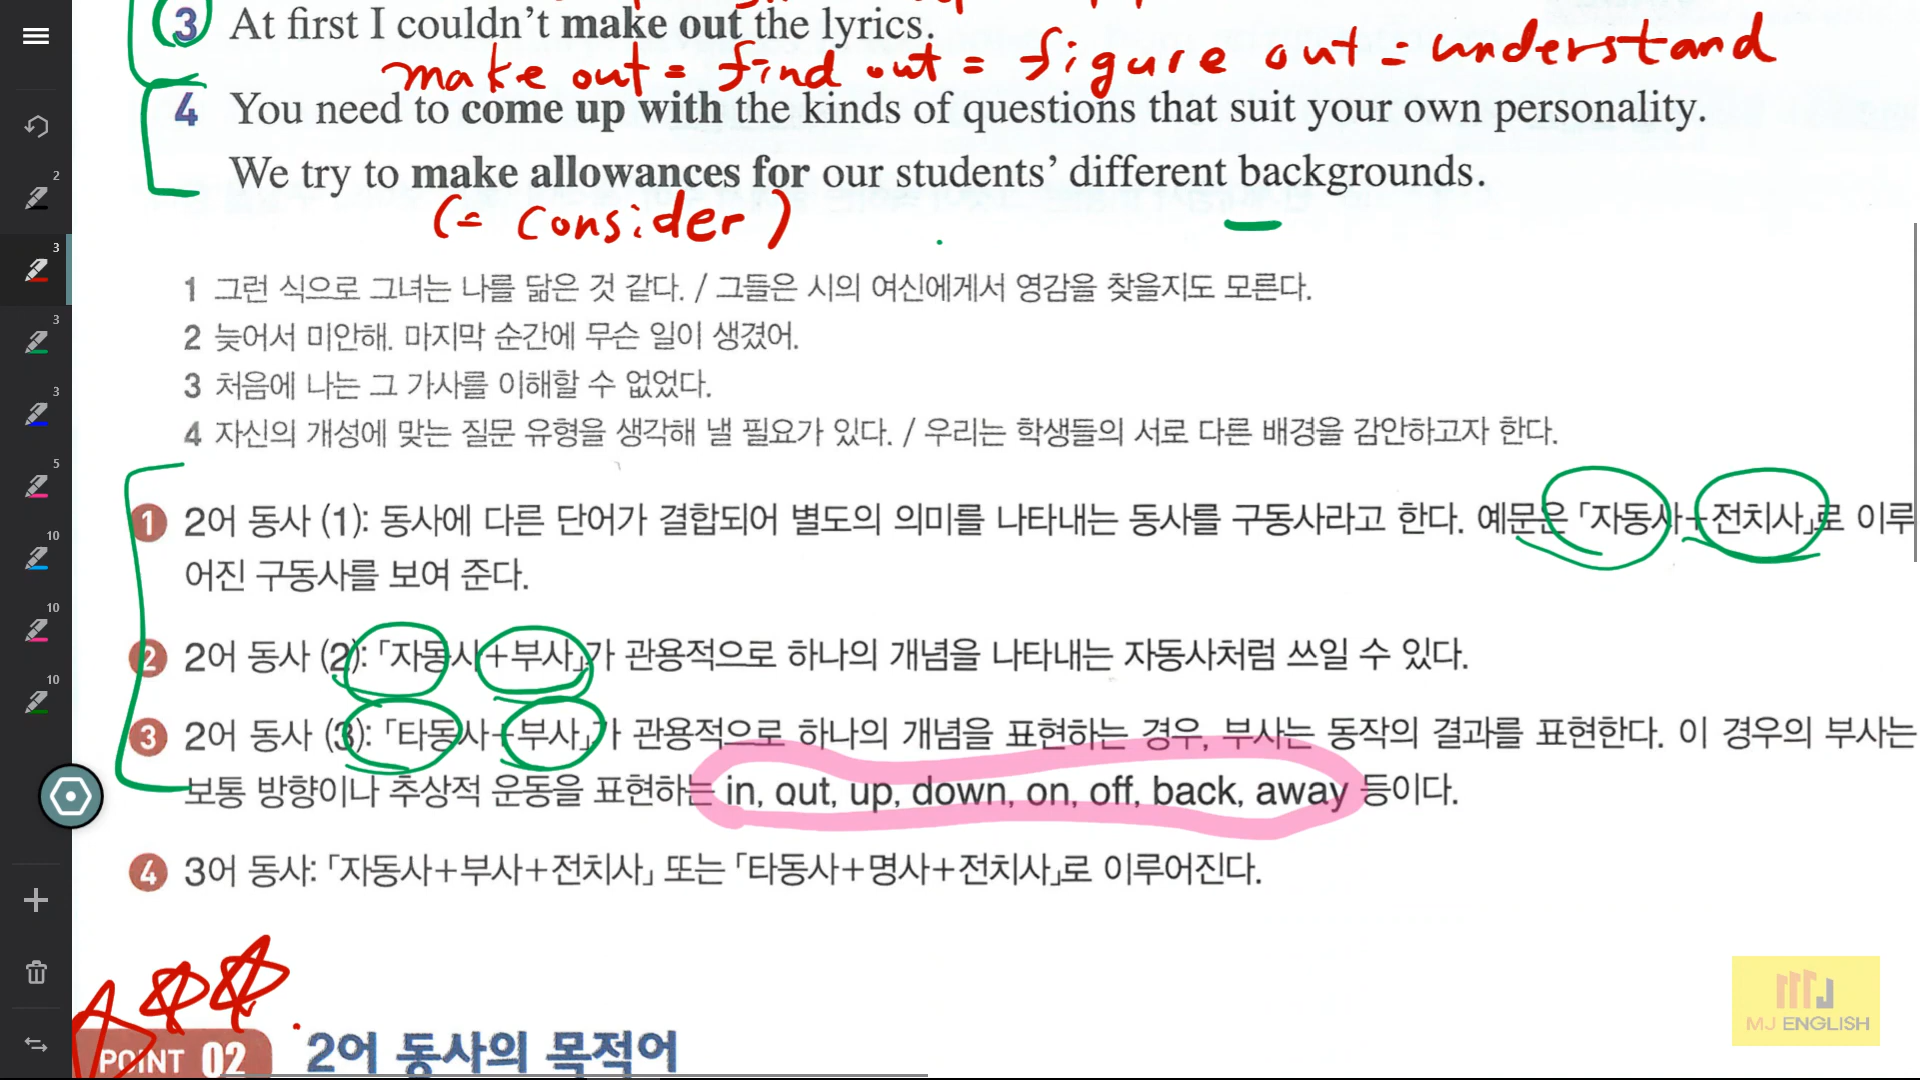 3 At first I couldn't make out the lyrics.
make out = find out = figure out = understand
4 You need to come up with the kinds of questions that suit your own personality.
We try to make allowances for our students' different backgrounds.
(= consider)
1 그런 식으로 그녀는 나를 닮은 것 같다. / 그들은 시의 여신에게서 영감을 찾을지도 모른다.
2 늦어서 미안해. 마지막 순간에 무슨 일이 생겼어.
3 처음에 나는 그 가사를 이해할 수 없었다.
4 자신의 개성에 맞는 질문 유형을 생각해 낼 필요가 있다. / 우리는 학생들의 서로 다른 배경을 감안하고자 한다.
1 2어 동사 (1): 동사에 다른 단어가 결합되어 별도의 의미를 나타내는 동사를 구동사라고 한다. 예문은 「자동사+전치사」로 이루
어진 구동사를 보여 준다.
2 2어 동사 (2): 「자동사+부사」가 관용적으로 하나의 개념을 나타내는 자동사처럼 쓰일 수 있다.
3 2어 동사 (3): 「타동사+부사」가 관용적으로 하나의 개념을 표현하는 경우, 부사는 동작의 결과를 표현한다. 이 경우의 부사는
보통 방향이나 추상적 운동을 표현하는 in, out, up, down, on, off, back, away 등이다.
4 3어 동사: 「자동사+부사+전치사」 또는 「타동사+명사+전치사」로 이루어진다.
POINT 02 2어 동사의 목적어
MJ ENGLISH
2
3
3
3
5
10
10
10